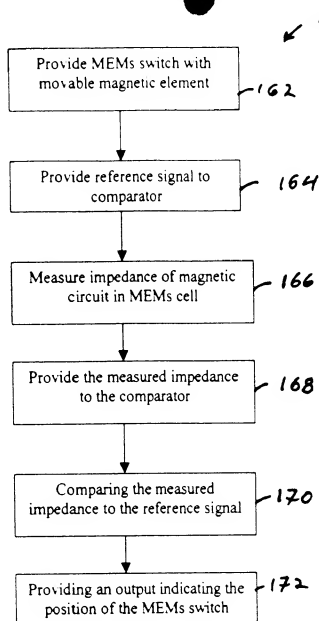 Provide MEMs switch with
movable magnetic element
162
Provide reference signal to
comparator
164
Measure impedance of magnetic
circuit in MEMs cell
166
Provide the measured impedance
to the comparator
168
Comparing the measured
impedance to the reference signal
170
Providing an output indicating the
position of the MEMs switch
172